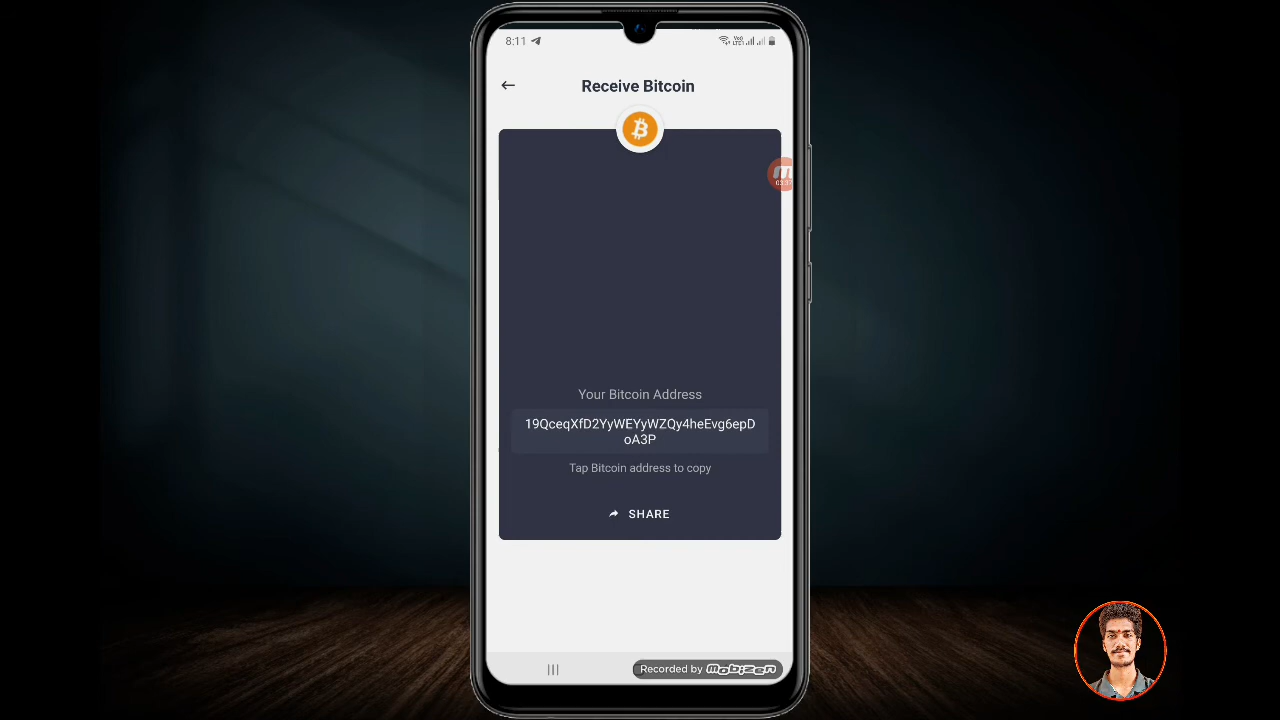 8:11
Receive Bitcoin
Your Bitcoin Address
19QceqXfD2YyWEYyWZQy4heEvg6epD
oA3P
Tap Bitcoin address to copy
SHARE
Recorded by mobizen